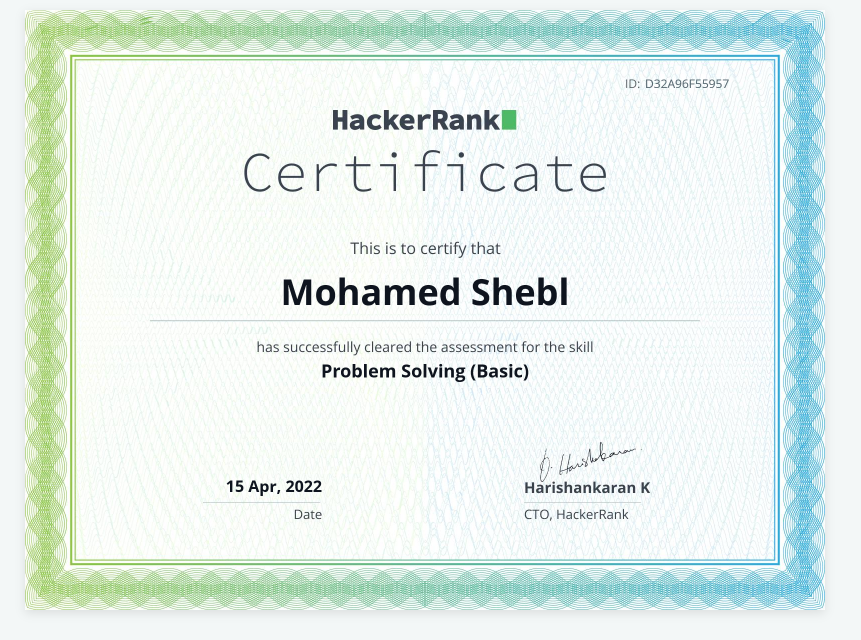 ID: D32A96F55957
HackerRank
Certificate
This is to certify that
Mohamed Shebl
has successfully cleared the assessment for the skill
Problem Solving (Basic)
15 Apr, 2022
Date
D. Harishankaran
Harishankaran K
CTO, HackerRank